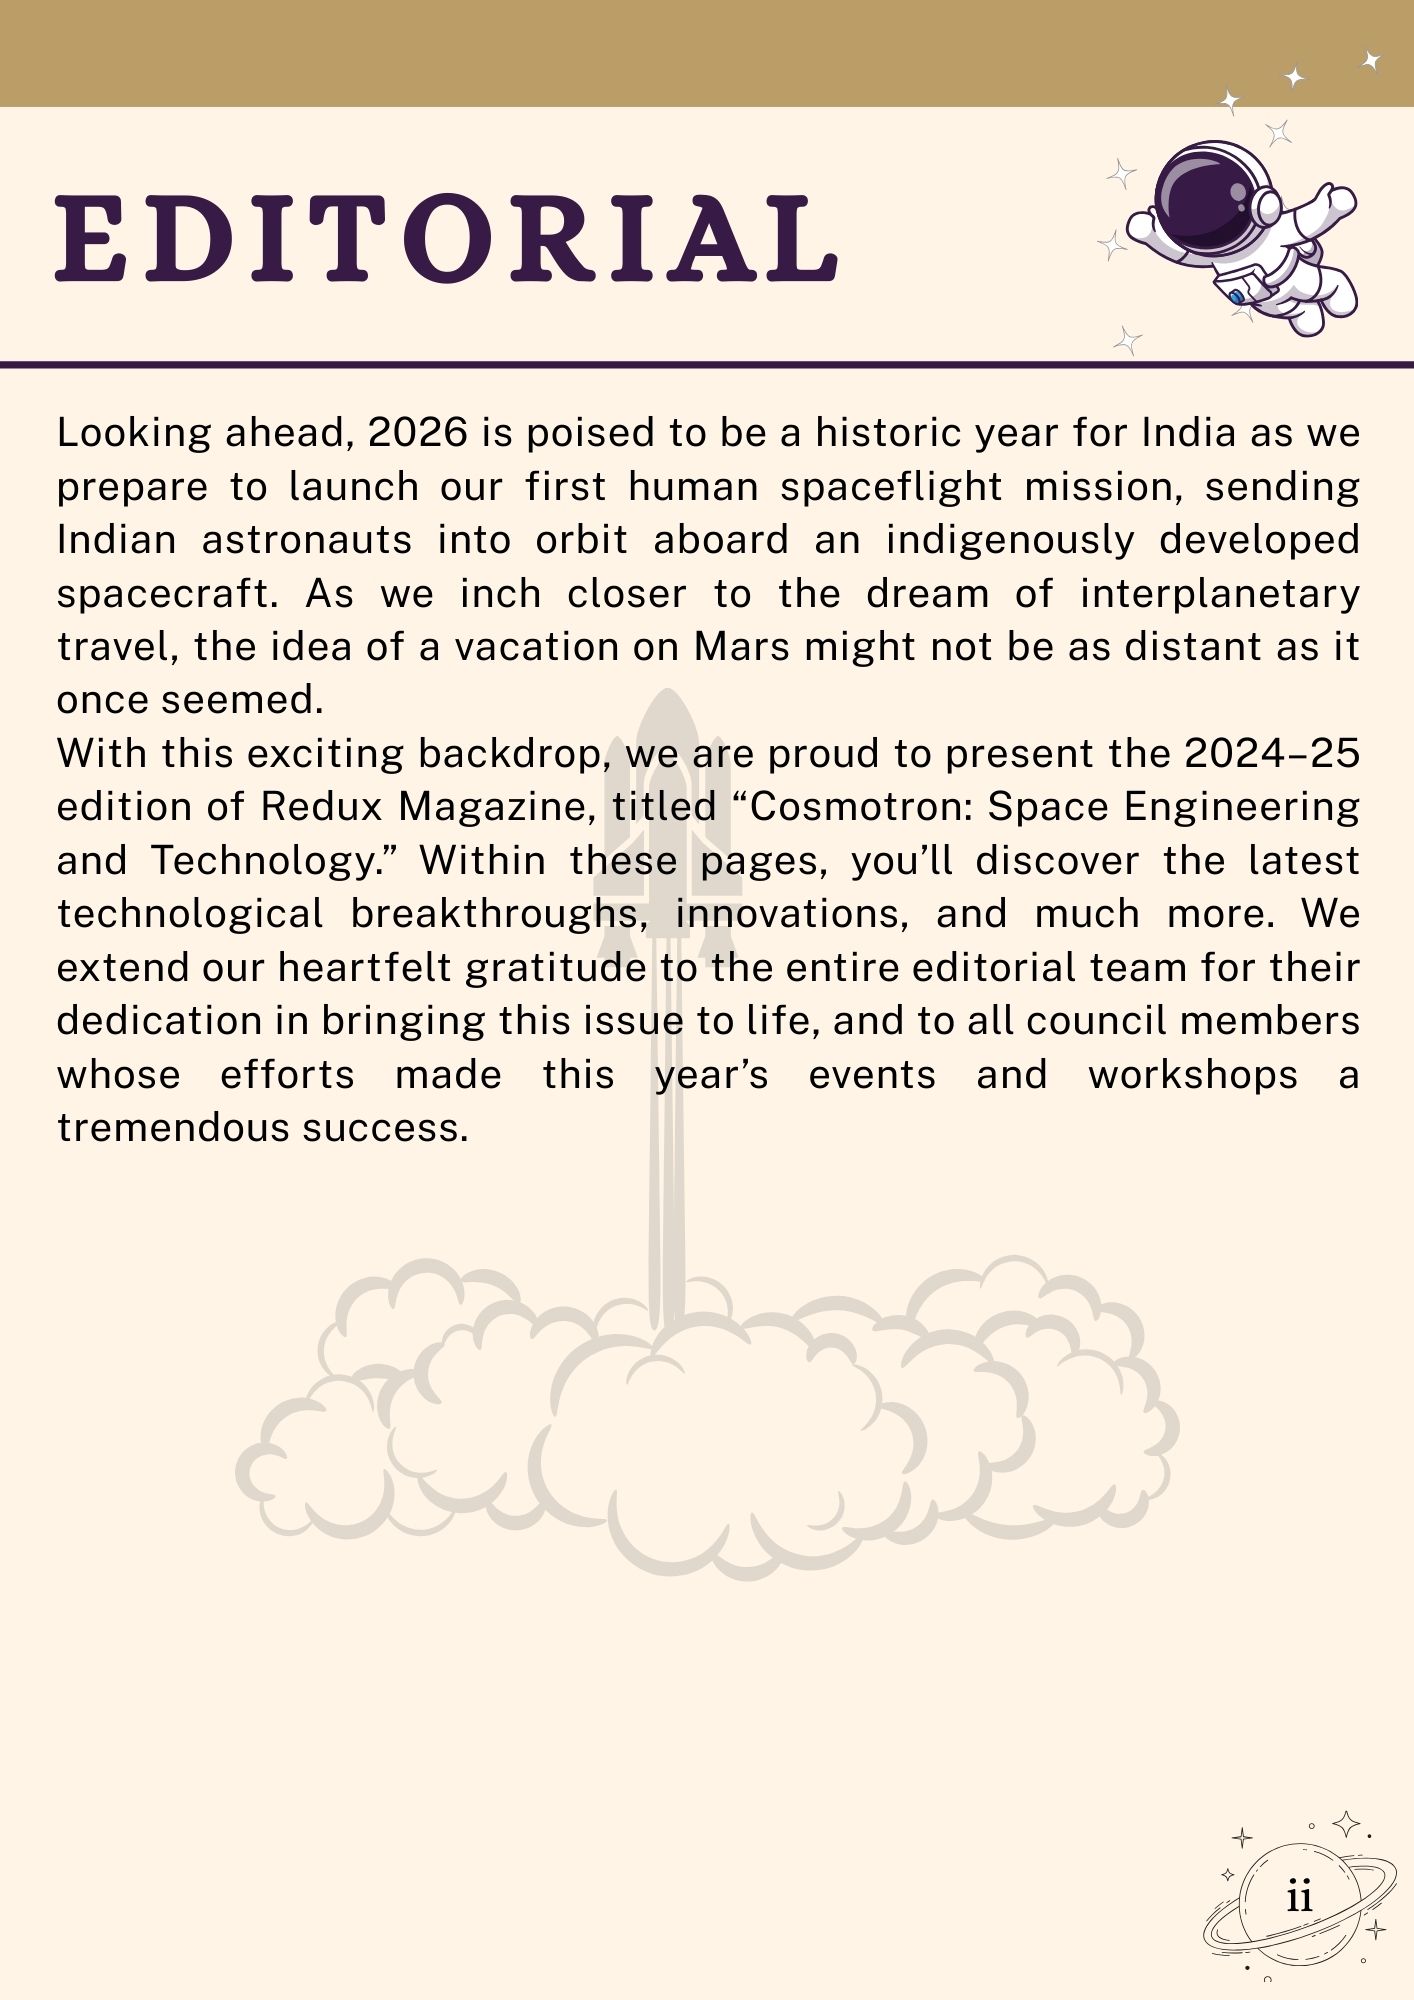 EDITORIAL
Looking ahead, 2026 is poised to be a historic year for India as we
prepare to launch our first human spaceflight mission, sending
Indian astronauts into orbit aboard an indigenously developed
spacecraft. As we inch closer to the dream of interplanetary
travel, the idea of a vacation on Mars might not be as distant as it
once seemed.
With this exciting backdrop, we are proud to present the 2024–25
edition of Redux Magazine, titled “Cosmotron: Space Engineering
and Technology.” Within these pages, you’ll discover the latest
technological breakthroughs, innovations, and much more. We
extend our heartfelt gratitude to the entire editorial team for their
dedication in bringing this issue to life, and to all council members
whose efforts made this year’s events and workshops a
tremendous success.
ii